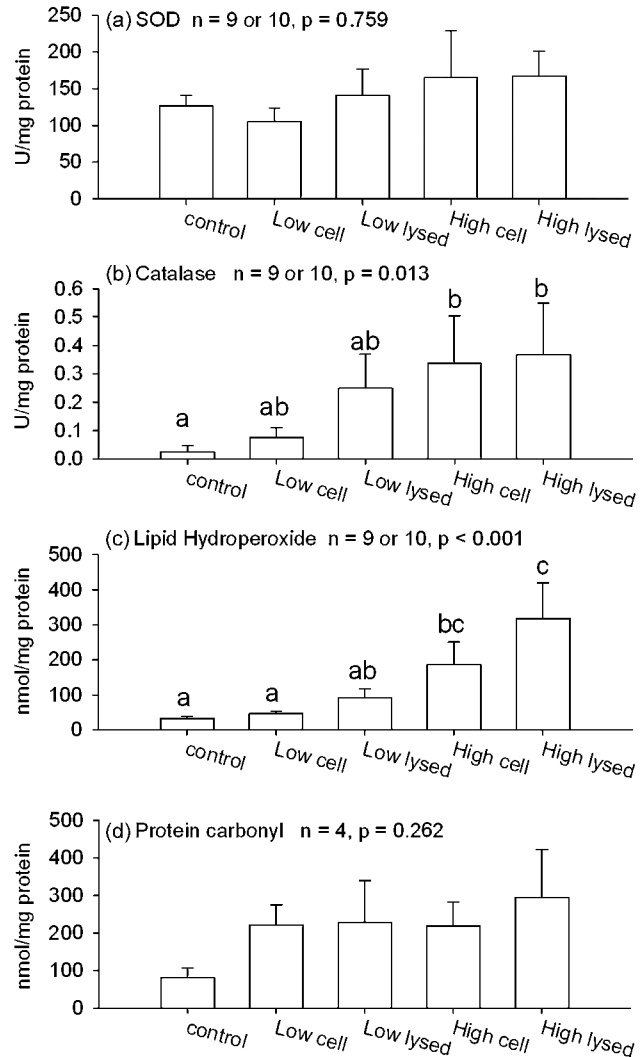 (a) SOD n = 9 or 10, p = 0.759
200
150
100
50
0
U/mg protein
control
Low cell
Low lysed
High cell
High lysed
(b) Catalase n = 9 or 10, p = 0.013
0.6
0.5
0.4
0.3
0.2
0.1
0.0
U/mg protein
a
ab
ab
b
b
control
Low cell
Low lysed
High cell
High lysed
(c) Lipid Hydroperoxide n = 9 or 10, p < 0.001
500
400
300
200
100
0
nmol/mg protein
a
a
ab
bc
c
control
Low cell
Low lysed
High cell
High lysed
(d) Protein carbonyl n = 4, p = 0.262
500
400
300
200
100
0
nmol/mg protein
control
Low cell
Low lysed
High cell
High lysed